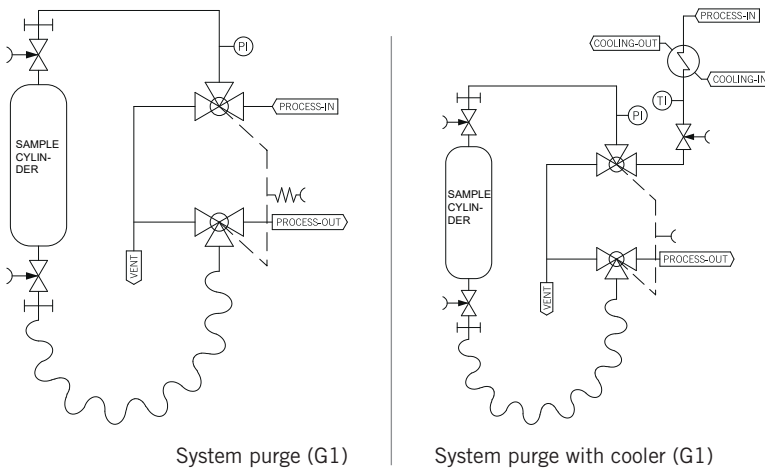 PI
PROCESS-IN
SAMPLE
CYLIN-
DER
PROCESS-OUT
VENT
System purge (G1)
PROCESS-IN
COOLING-OUT
COOLING-IN
TI
PI
SAMPLE
CYLIN-
DER
PROCESS-OUT
VENT
System purge with cooler (G1)